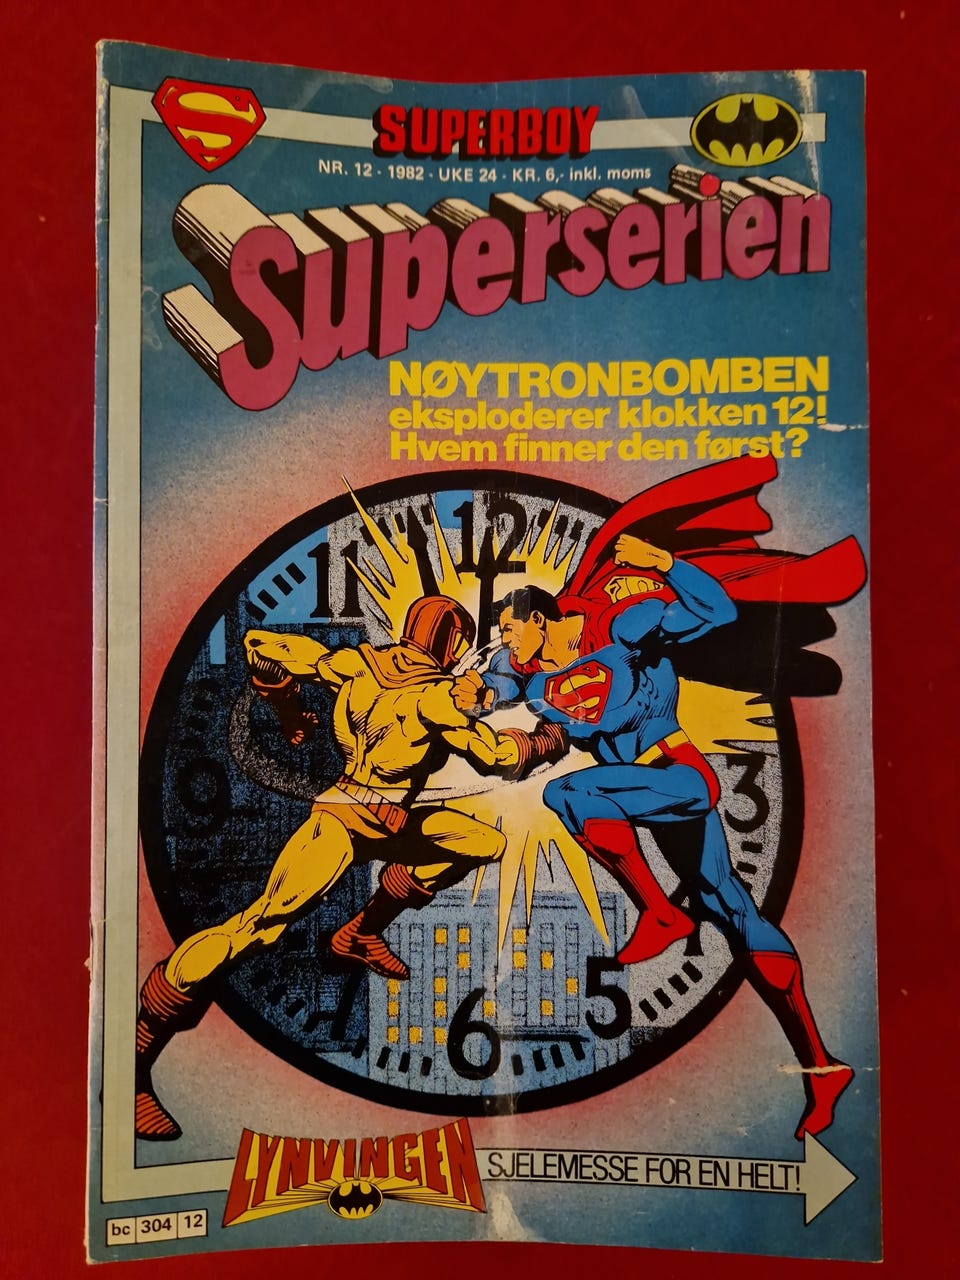 SUPERBOY
NR. 12 - 1982 - UKE 24 - KR. 6,- inkl. moms
Superserien
NØYTRONBOMBEN
eksploderer klokken 12!
Hvem finner den først?
11 12
9 3
6 5
LYNVINGEN SJELEMESSE FOR EN HELT!
bc 304 12